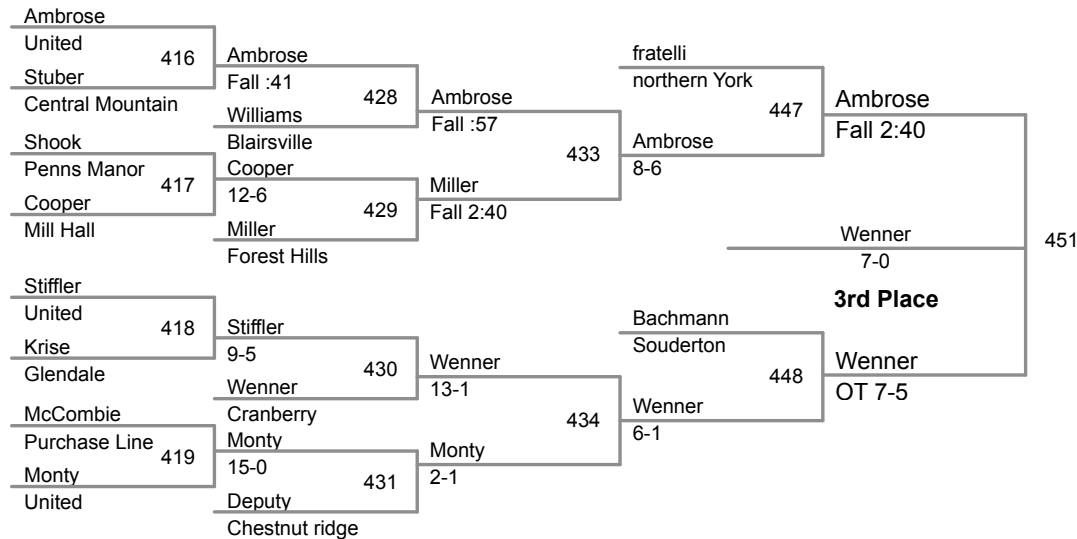 Ambrose
United
416
Stuber
Central Mountain
Shook
Penns Manor
417
Cooper
Mill Hall
Stiffler
United
418
Krise
Glendale
McCombie
Purchase Line
419
Monty
United
Ambrose
Fall :41
428
Williams
Blairsville
Cooper
12-6
429
Miller
Forest Hills
Stiffler
9-5
430
Wenner
Cranberry
Monty
15-0
431
Deputy
Chestnut ridge
Ambrose
Fall :57
433
Miller
Fall 2:40
Wenner
13-1
434
Monty
2-1
fratelli
northern York
447
Ambrose
8-6
Bachmann
Souderton
448
Wenner
6-1
Ambrose
Fall 2:40
451
Wenner
OT 7-5
Wenner
7-0
3rd Place